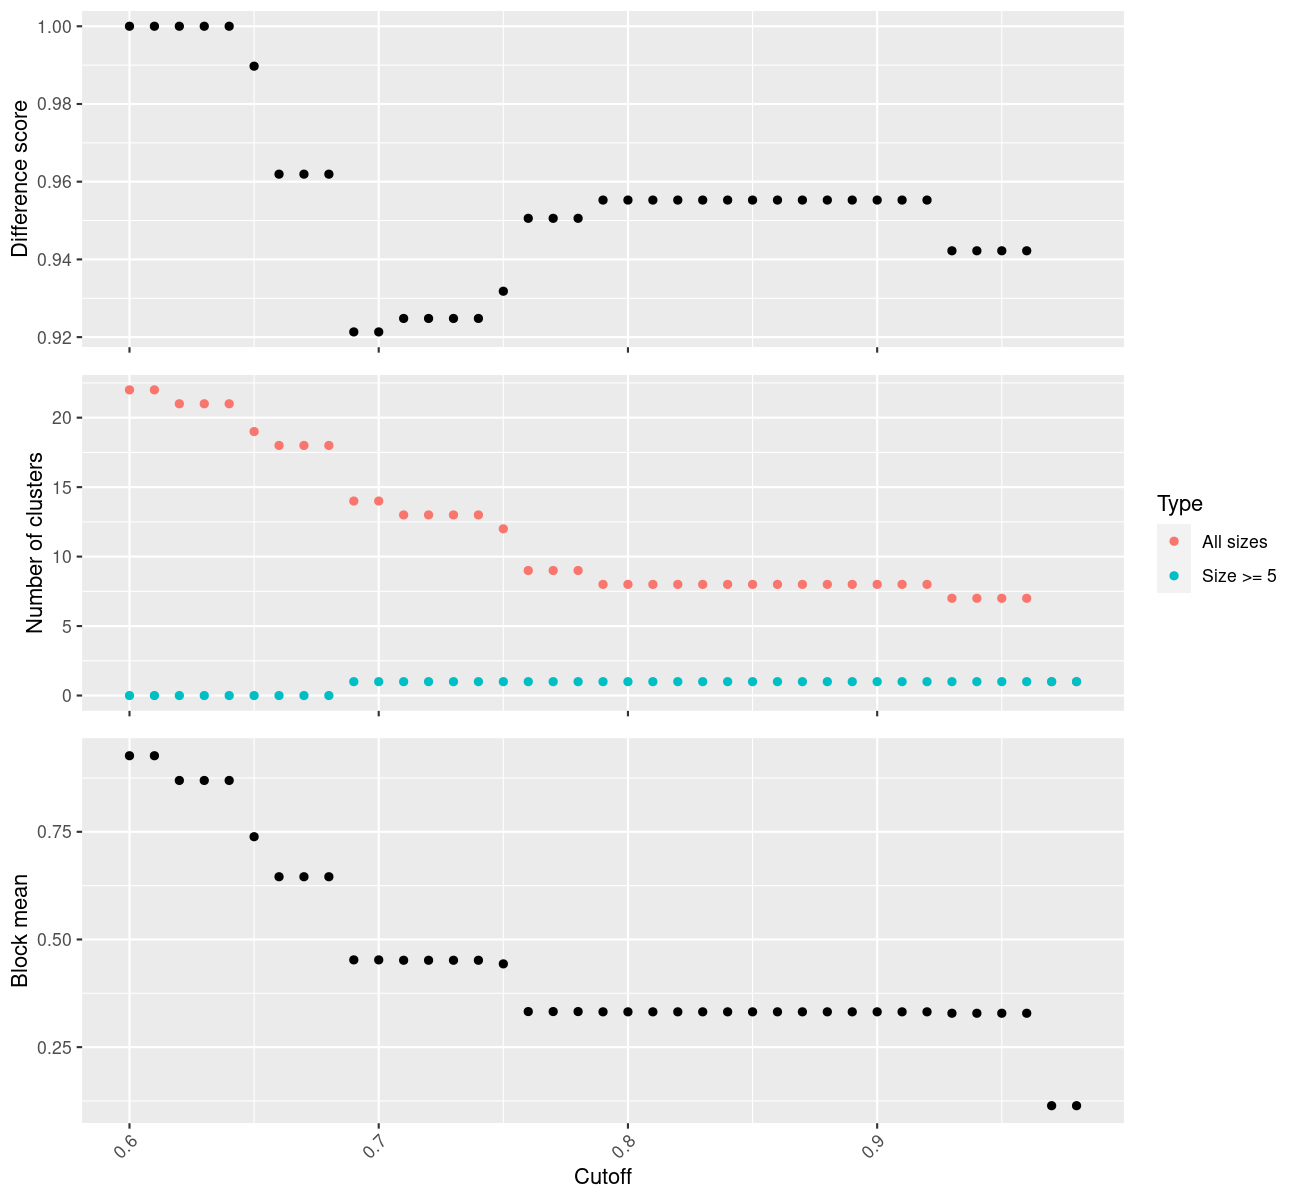 Difference score
1.00
0.98
0.96
0.94
0.92
Number of clusters
20
15
10
5
0
Type
All sizes
Size >= 5
Block mean
0.75
0.50
0.25
0.6
0.7
0.8
0.9
Cutoff